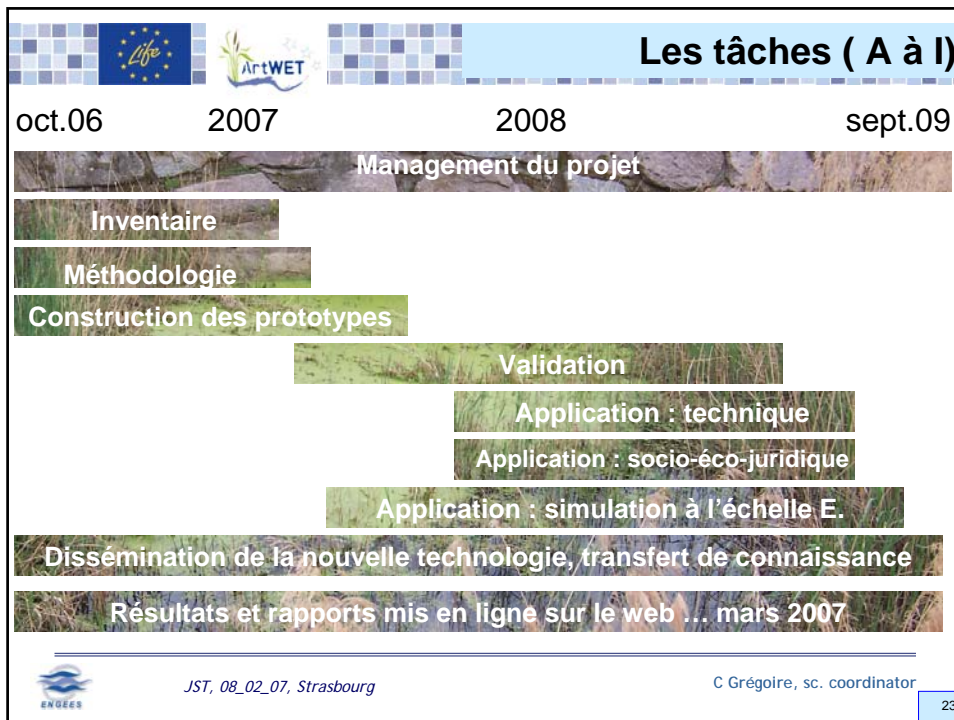 Life
ArtWET
Les tâches ( A à I)
oct.06 2007 2008 sept.09
Management du projet
Inventaire
Méthodologie
Construction des prototypes
Validation
Application : technique
Application : socio-éco-juridique
Application : simulation à l'échelle E.
Dissémination de la nouvelle technologie, transfert de connaissance
Résultats et rapports mis en ligne sur le web ... mars 2007
ENGEES
JST, 08_02_07, Strasbourg
C Grégoire, sc. coordinator
23